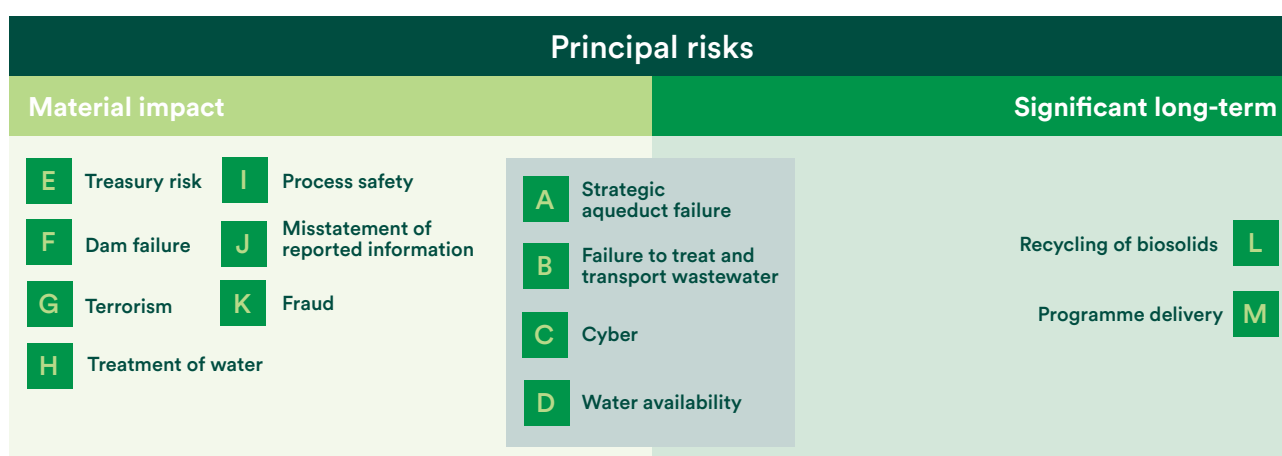 Principal risks
Material impact
Significant long-term
E Treasury risk
F Dam failure
G Terrorism
H Treatment of water
I Process safety
J Misstatement of
reported information
K Fraud
A Strategic
aqueduct failure
B Failure to treat and
transport wastewater
C Cyber
D Water availability
Recycling of biosolids L
Programme delivery M